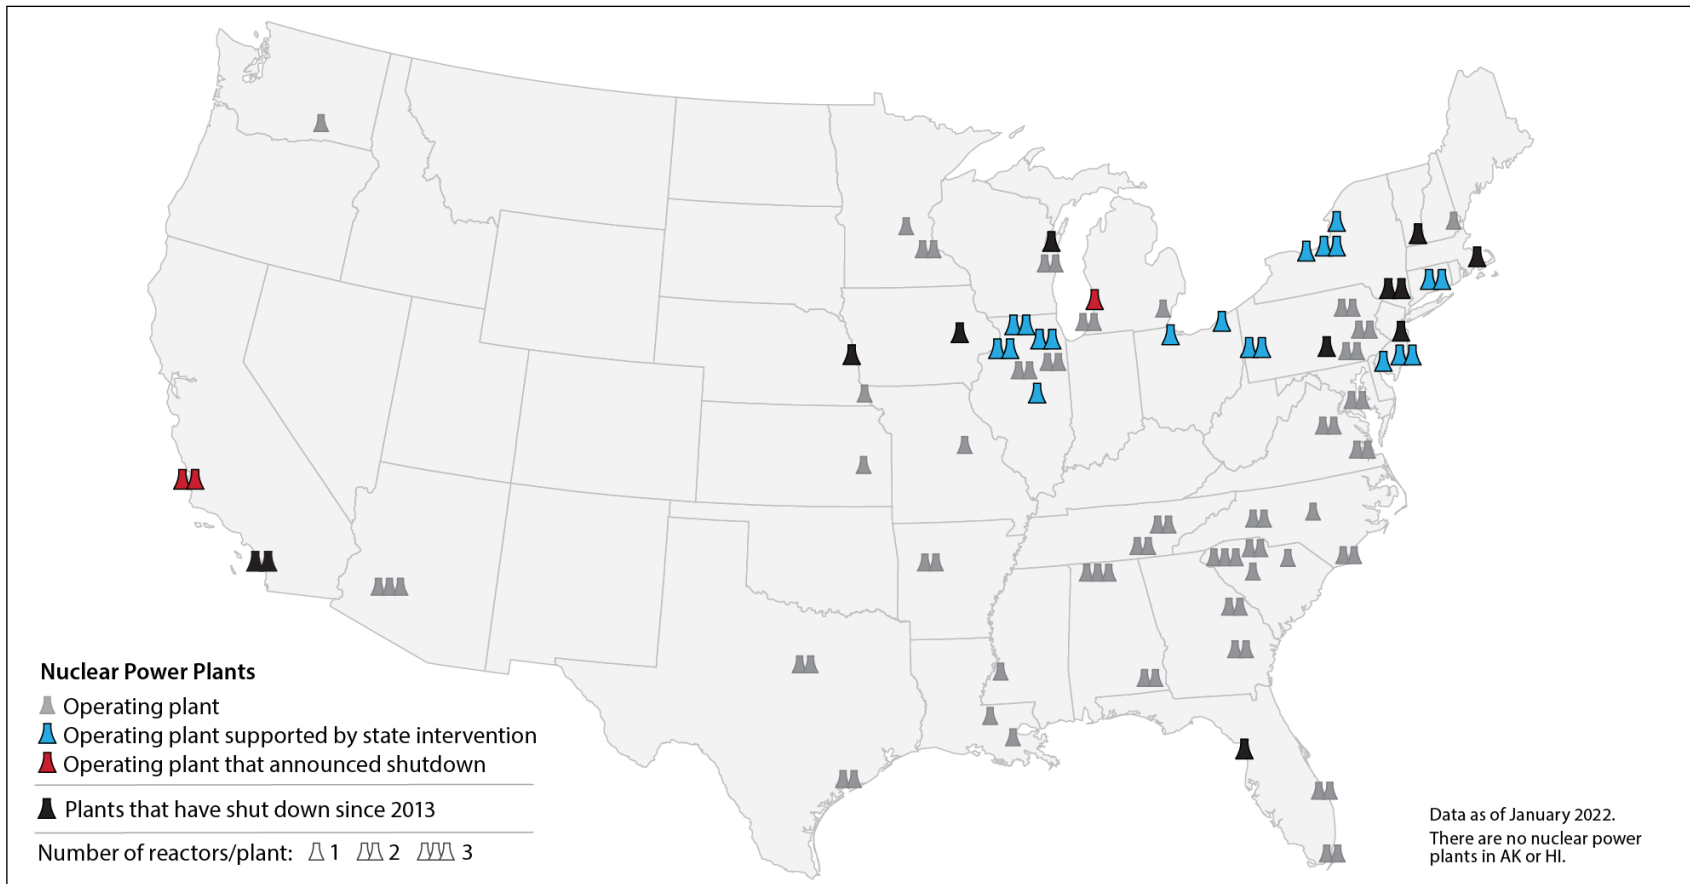 Nuclear Power Plants
Operating plant
Operating plant supported by state intervention
Operating plant that announced shutdown
Plants that have shut down since 2013
Number of reactors/plant: 1 2 3
Data as of January 2022.
There are no nuclear power
plants in AK or HI.